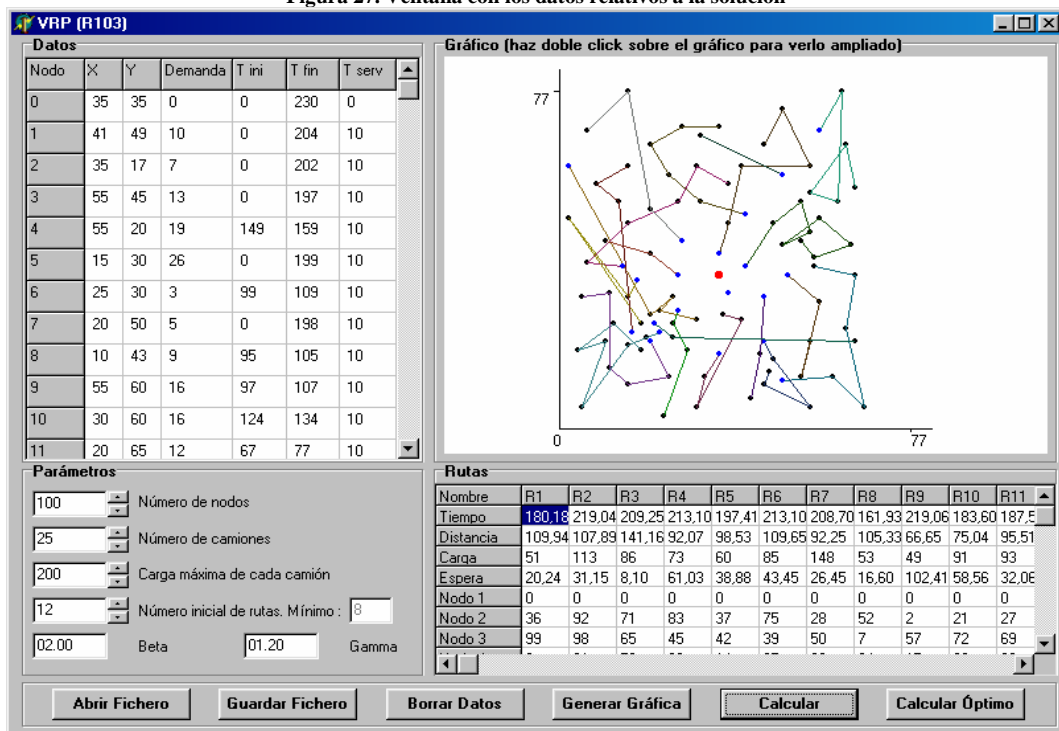 Figura 27. Ventana con los datos relativos a la solución
VRP (R103)
Datos
Nodo X Y Demanda T ini T fin T serv
0 35 35 0 0 230 0
1 41 49 10 0 204 10
2 35 17 7 0 202 10
3 55 45 13 0 197 10
4 55 20 19 149 159 10
5 15 30 26 0 199 10
6 25 30 3 99 109 10
7 20 50 5 0 198 10
8 10 43 9 95 105 10
9 55 60 16 97 107 10
10 30 60 16 124 134 10
11 20 65 12 67 77 10
Gráfico (haz doble click sobre el gráfico para verlo ampliado)
77
0 77
Parámetros
100 Número de nodos
25 Número de camiones
200 Carga máxima de cada camión
12 Número inicial de rutas. Mínimo : 8
02.00 Beta 01.20 Gamma
Rutas
Nombre R1 R2 R3 R4 R5 R6 R7 R8 R9 R10 R11
Tiempo 180,18 219,04 209,25 213,10 197,41 213,10 208,70 161,93 219,06 183,60 187,5
Distancia 109,94 107,89 141,16 92,07 98,53 109,65 92,25 105,33 66,65 75,04 95,51
Carga 51 113 86 73 60 85 148 53 49 91 93
Espera 20,24 31,15 8,10 61,03 38,88 43,45 26,45 16,60 102,41 58,56 32,06
Nodo 1 0 0 0 0 0 0 0 0 0 0 0
Nodo 2 36 92 71 83 37 75 28 52 2 21 27
Nodo 3 99 98 65 45 42 39 50 7 57 72 69
Abrir Fichero Guardar Fichero Borrar Datos Generar Gráfica Calcular Calcular Óptimo